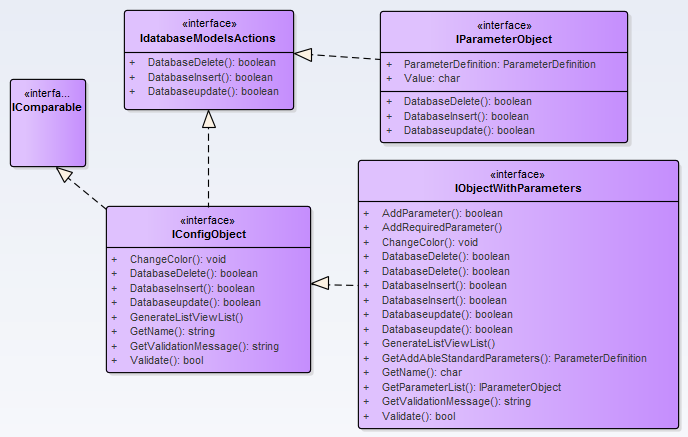 «interface»
IdatabaseModelsActions
+ DatabaseDelete(): boolean
+ DatabaseInsert(): boolean
+ Databaseupdate(): boolean
«interface»
IParameterObject
+ ParameterDefinition: ParameterDefinition
+ Value: char
+ DatabaseDelete(): boolean
+ DatabaseInsert(): boolean
+ Databaseupdate(): boolean
«interfa...
IComparable
«interface»
IConfigObject
+ ChangeColor(): void
+ DatabaseDelete(): boolean
+ DatabaseInsert(): boolean
+ Databaseupdate(): boolean
+ GenerateListViewList()
+ GetName(): string
+ GetValidationMessage(): string
+ Validate(): bool
«interface»
IObjectWithParameters
+ AddParameter(): boolean
+ AddRequiredParameter()
+ ChangeColor(): void
+ DatabaseDelete(): boolean
+ DatabaseDelete(): boolean
+ DatabaseInsert(): boolean
+ DatabaseInsert(): boolean
+ Databaseupdate(): boolean
+ Databaseupdate(): boolean
+ GenerateListViewList()
+ GetAddAbleStandardParameters(): ParameterDefinition
+ GetName(): char
+ GetParameterList(): IParameterObject
+ GetValidationMessage(): string
+ Validate(): bool